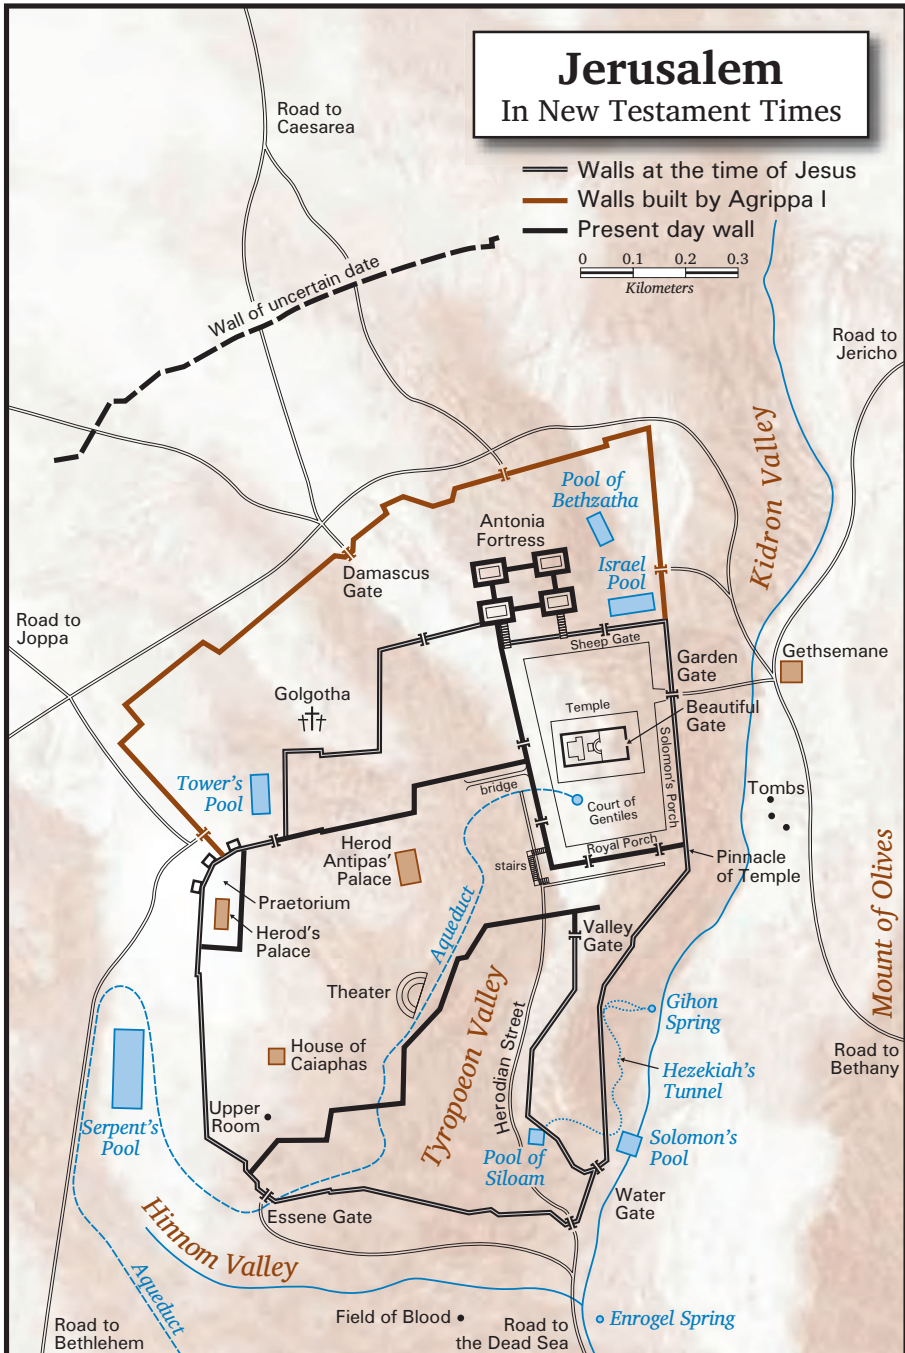 Jerusalem
In New Testament Times
Road to
Caesarea
Walls at the time of Jesus
Walls built by Agrippa I
Present day wall
0 0.1 0.2 0.3
Kilometers
Wall of uncertain date
Road to
Jericho
Kidron Valley
Pool of
Bethzatha
Antonia
Fortress
Israel
Pool
Damascus
Gate
Road to
Joppa
Sheep Gate
Garden
Gate
Gethsemane
Golgotha
Temple
Beautiful
Gate
Solomon's Porch
Tower's
Pool
bridge
Court of
Gentiles
Tombs
Herod
Antipas'
Palace
Royal Porch
stairs
Pinnacle
of Temple
Mount of Olives
Praetorium
Herod's
Palace
Aqueduct
Valley
Gate
Theater
Tyropoeon Valley
Herodian Street
Gihon
Spring
House of
Caiaphas
Hezekiah's
Tunnel
Road to
Bethany
Upper
Room
Serpent's
Pool
Pool of
Siloam
Solomon's
Pool
Water
Gate
Essene Gate
Hinnom Valley
Aqueduct
Road to
Bethlehem
Field of Blood
Road to
the Dead Sea
Enrogel Spring